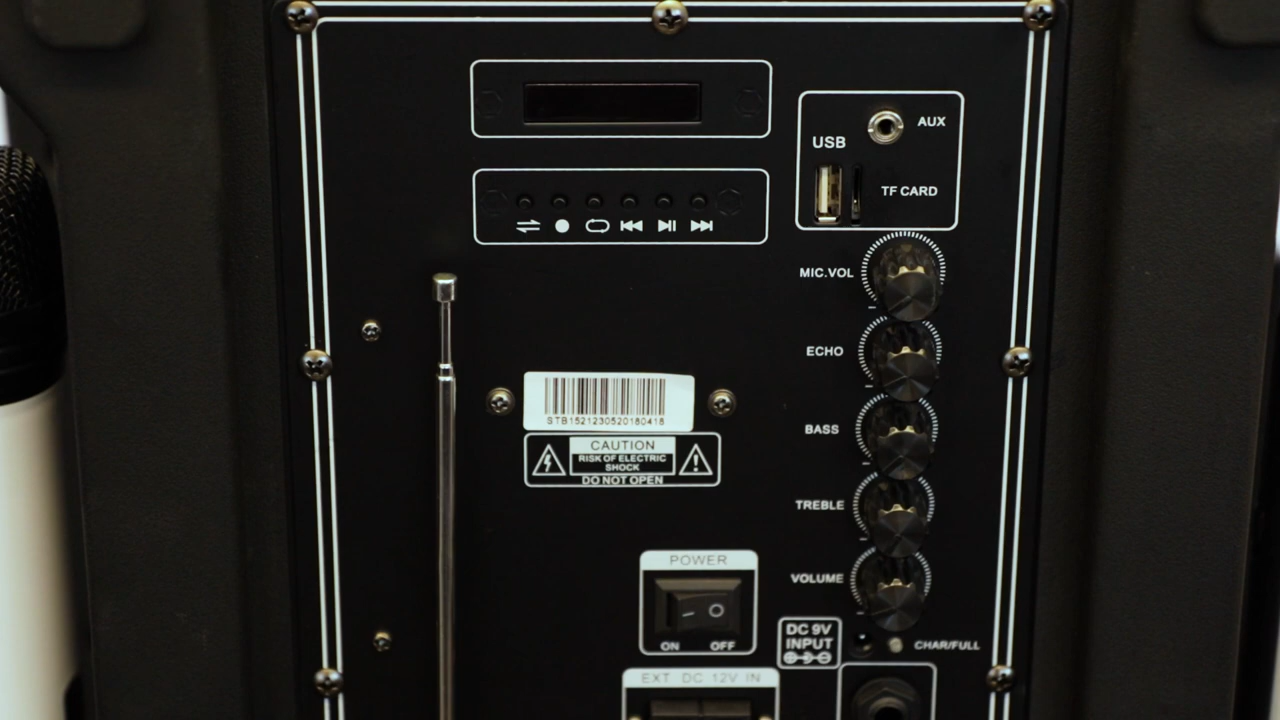 AUX
USB
TF CARD
MIC.VOL
ECHO
BASS
TREBLE
VOLUME
STB1521230520180418
CAUTION
RISK OF ELECTRIC
SHOCK
DO NOT OPEN
POWER
ON OFF
DC 9V
INPUT
CHAR/FULL
EXT DC 12V IN